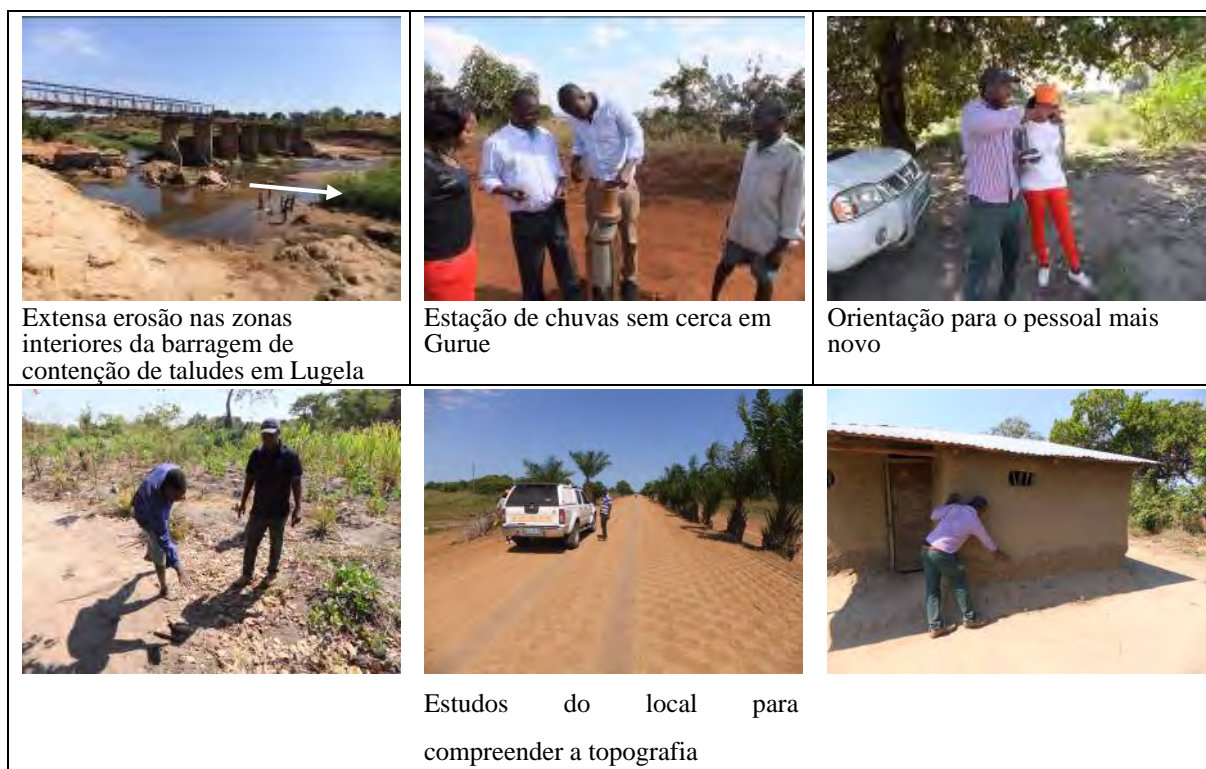 Extensa erosão nas zonas
interiores da barragem de
contenção de taludes em Lugela
Estação de chuvas sem cerca em
Gurue
Orientação para o pessoal mais
novo
Estudos do local para
compreender a topografia